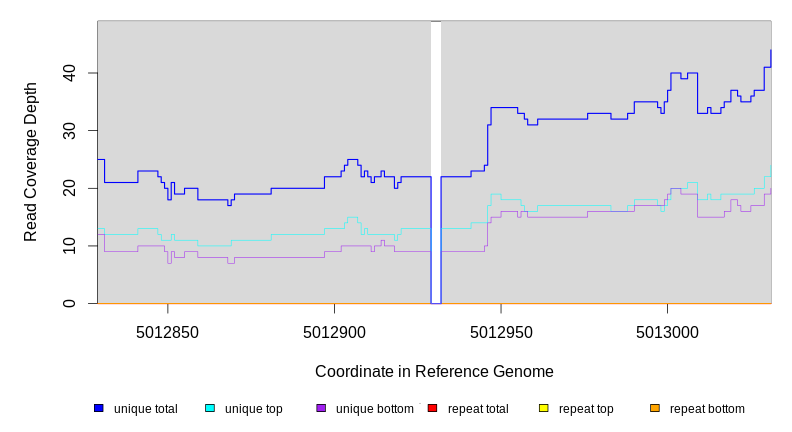 Read Coverage Depth
40
30
20
10
0
5012850 5012900 5012950 5013000
Coordinate in Reference Genome
unique total unique top unique bottom repeat total repeat top repeat bottom